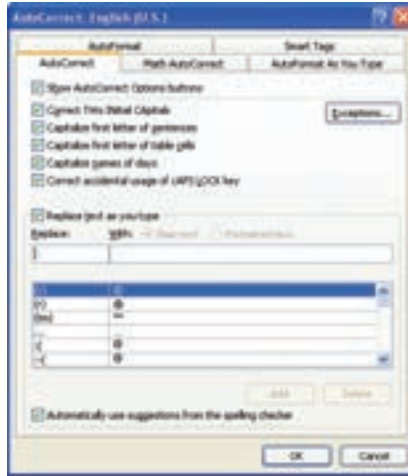 AutoCorrect: English (U.S.)
AutoFormat Smart Tags
AutoCorrect Math AutoCorrect AutoFormat As You Type
Show AutoCorrect Options buttons
Correct TWo INitial CApitals
Exceptions...
Capitalize first letter of sentences
Capitalize first letter of table cells
Capitalize names of days
Correct accidental usage of cAPS LOCK key
Replace text as you type
Replace: With: Plain text Formatted text
(r) ®
(tm) ™
...
:( 
:-(
Add Delete
Automatically use suggestions from the spelling checker
OK Cancel